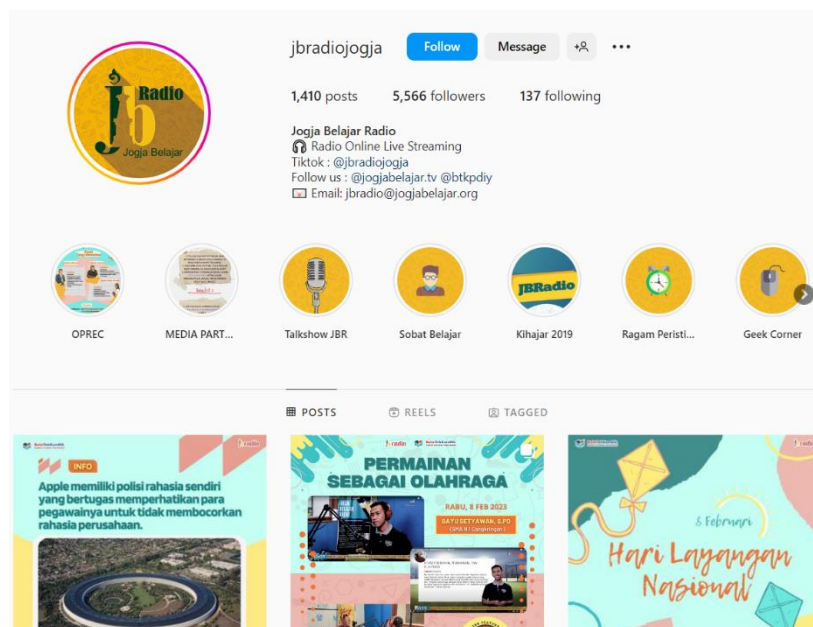 jbradiojogja Follow Message
1,410 posts 5,566 followers 137 following
Jogja Belajar Radio
Radio Online Live Streaming
Tiktok : @jbradiojogja
Follow us : @jogjabelajar.tv @btkpdiy
Email: jbradio@jogjabelajar.org
Radio
Jogja Belajar
JBRadio
OPREC MEDIA PART... Talkshow JBR Sobat Belajar Kihajar 2019 Ragam Peristi... Geek Corner
POSTS REELS TAGGED
INFO
Apple memiliki polisi rahasia sendiri
yang bertugas memperhatikan para
pegawainya untuk tidak membocorkan
rahasia perusahaan.
PERMAINAN
SEBAGAI OLAHRAGA
RABU, 8 FEB 2023
BAYU SETYAWAN, S.PD
8 Februari
Hari Layangan
Nasional